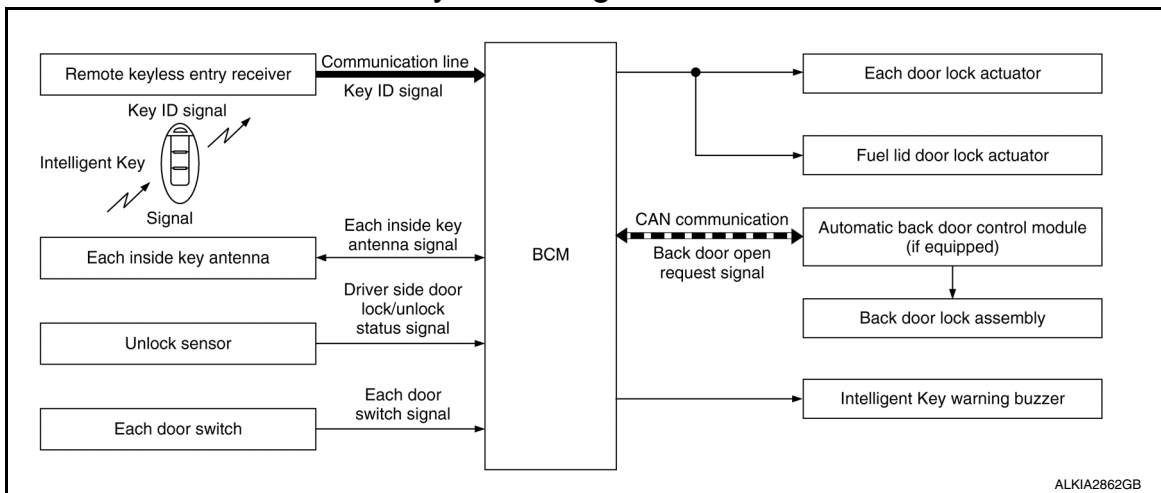 Remote keyless entry receiver
Communication line
Key ID signal
Key ID signal
Intelligent Key
Signal
Each inside key antenna
Each inside key
antenna signal
Unlock sensor
Driver side door
lock/unlock
status signal
Each door switch
Each door
switch signal
BCM
Each door lock actuator
Fuel lid door lock actuator
CAN communication
Back door open
request signal
Automatic back door control module
(if equipped)
Back door lock assembly
Intelligent Key warning buzzer
ALKIA2862GB